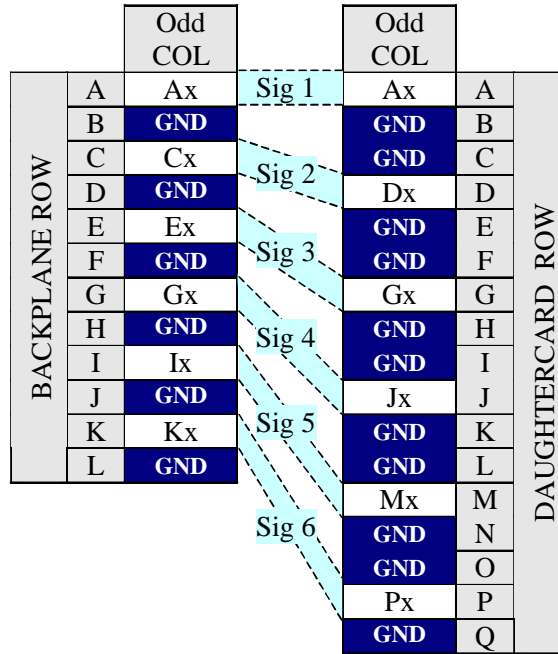 Odd
COL
Odd
COL
A Ax Sig 1 Ax A
B GND GND B
C Cx GND C
Sig 2
D GND Dx D
E Ex GND E
Sig 3
F GND GND F
G Gx Gx G
H GND GND H
Sig 4
I Ix GND I
J GND Jx J
K Kx Sig 5 GND K
L GND GND L
Mx M
Sig 6 GND N
GND O
Px P
GND Q
BACKPLANE ROW
DAUGHTERCARD ROW